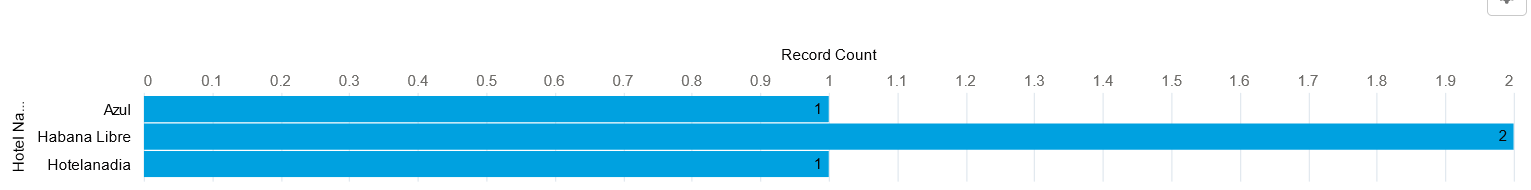 Record Count
0 0.1 0.2 0.3 0.4 0.5 0.6 0.7 0.8 0.9 1 1.1 1.2 1.3 1.4 1.5 1.6 1.7 1.8 1.9 2
Hotel Na...
Azul 1
Habana Libre 2
Hotelanadia 1